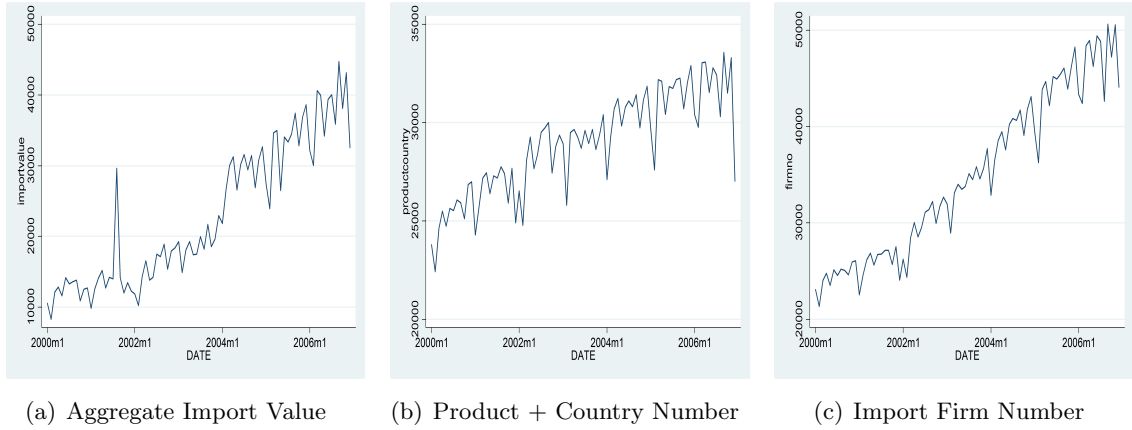 importvalue
50000
40000
30000
20000
10000
2000m1 2002m1 2004m1 2006m1
DATE
(a) Aggregate Import Value
productcountry
35000
30000
25000
20000
2000m1 2002m1 2004m1 2006m1
DATE
(b) Product + Country Number
firmno
50000
40000
30000
20000
2000m1 2002m1 2004m1 2006m1
DATE
(c) Import Firm Number